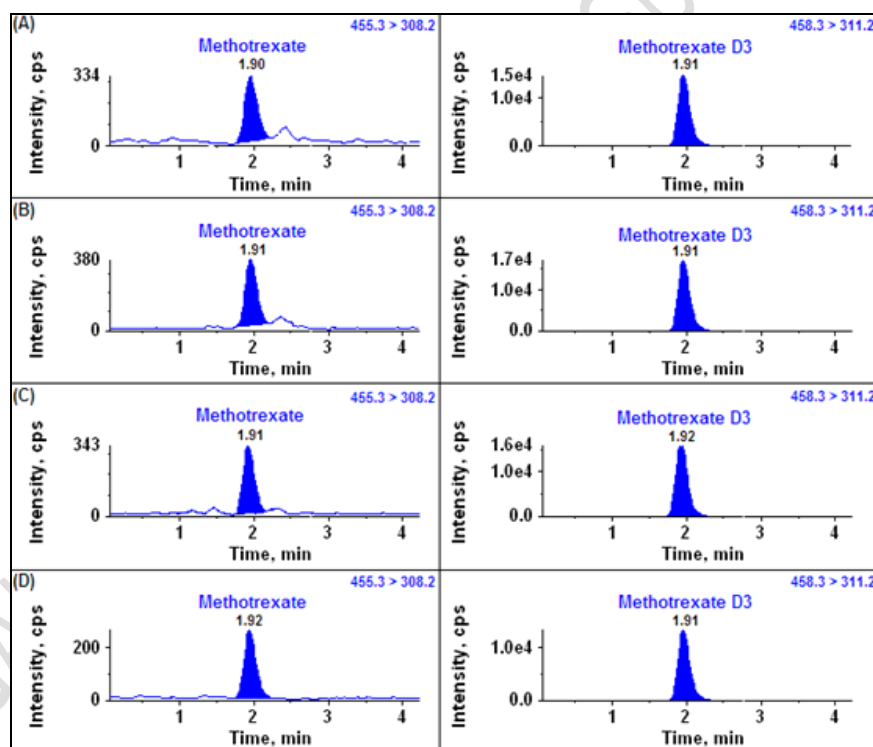 (A) 455.3 > 308.2
Methotrexate
1.90
Intensity, cps
334
0
1 2 3 4
Time, min
458.3 > 311.2
Methotrexate D3
1.91
Intensity, cps
1.5e4
1.0e4
0.0
1 2 3 4
Time, min
(B) 455.3 > 308.2
Methotrexate
1.91
Intensity, cps
380
0
1 2 3 4
Time, min
458.3 > 311.2
Methotrexate D3
1.91
Intensity, cps
1.7e4
1.0e4
0.0
1 2 3 4
Time, min
(C) 455.3 > 308.2
Methotrexate
1.91
Intensity, cps
343
0
1 2 3 4
Time, min
458.3 > 311.2
Methotrexate D3
1.92
Intensity, cps
1.6e4
1.0e4
0.0
1 2 3 4
Time, min
(D) 455.3 > 308.2
Methotrexate
1.92
Intensity, cps
200
0
1 2 3 4
Time, min
458.3 > 311.2
Methotrexate D3
1.91
Intensity, cps
1.0e4
0.0
1 2 3 4
Time, min